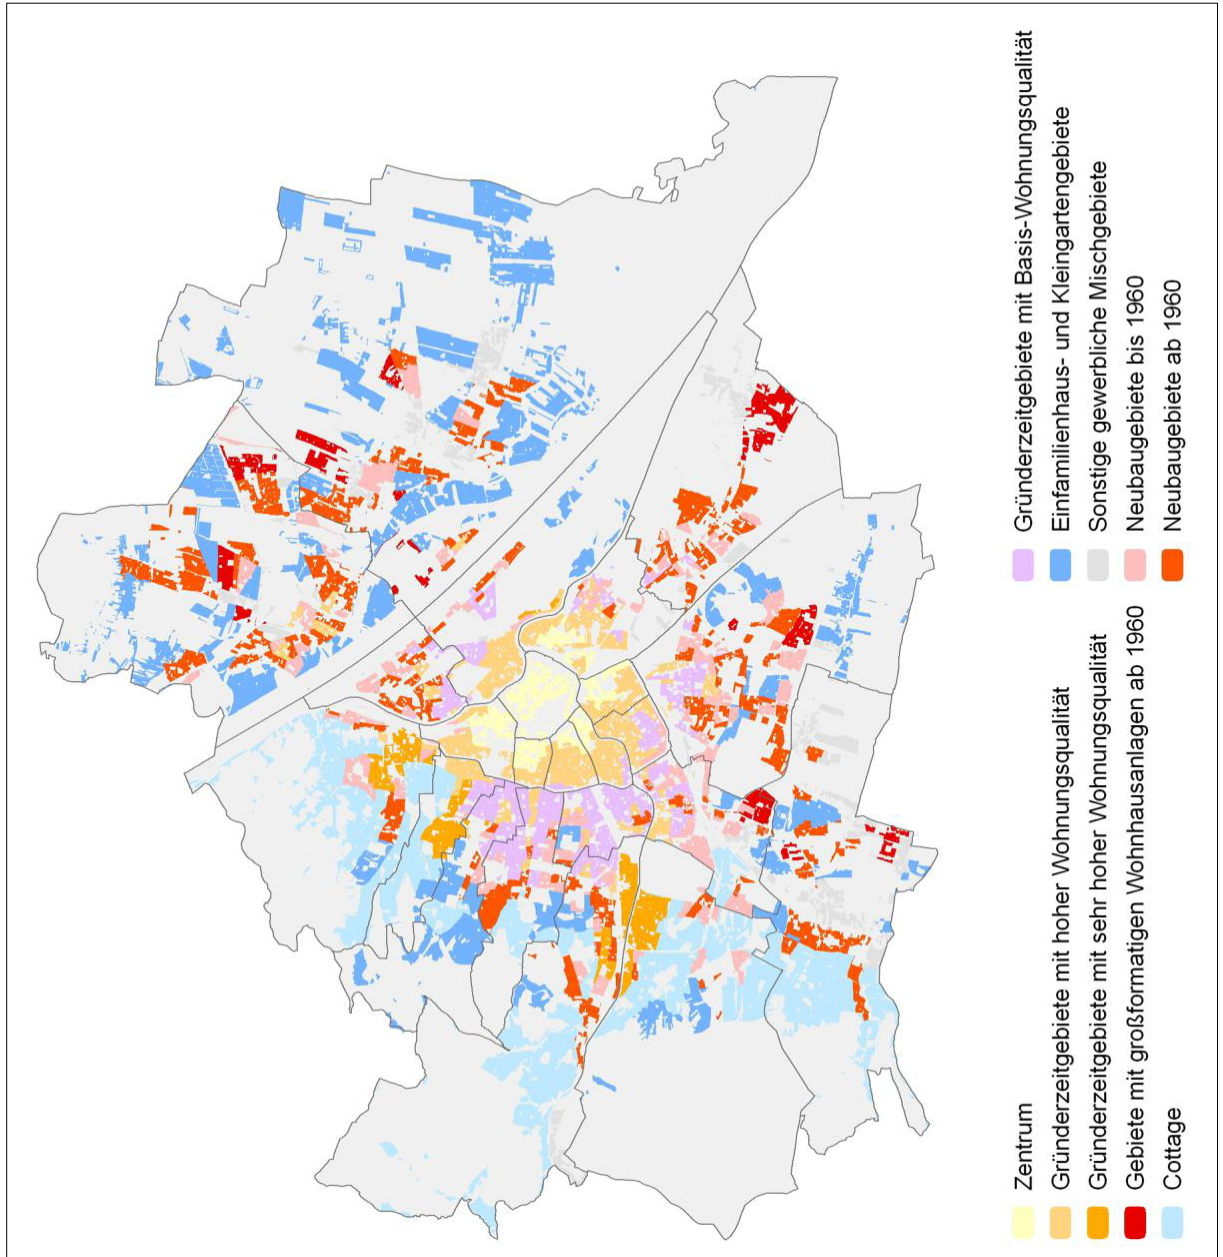 Zentrum
Gründerzeitgebiete mit hoher Wohnungsqualität
Gründerzeitgebiete mit sehr hoher Wohnungsqualität
Gebiete mit großformatigen Wohnhausanlagen ab 1960
Cottage
Gründerzeitgebiete mit Basis-Wohnungsqualität
Einfamilienhaus- und Kleingartengebiete
Sonstige gewerbliche Mischgebiete
Neubaugebiete bis 1960
Neubaugebiete ab 1960